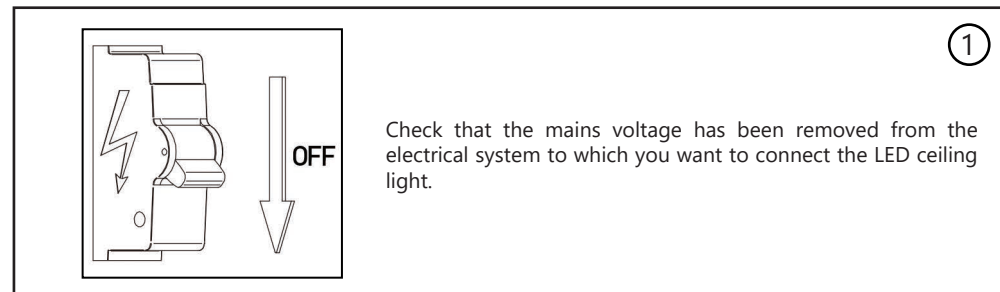 1
OFF
Check that the mains voltage has been removed from the
electrical system to which you want to connect the LED ceiling
light.